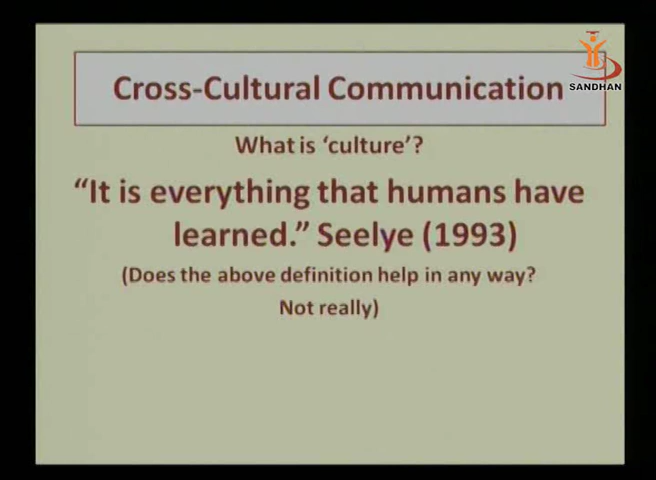 SANDHAN
Cross-Cultural Communication
What is ‘culture’?
“It is everything that humans have
learned.” Seelye (1993)
(Does the above definition help in any way?
Not really)